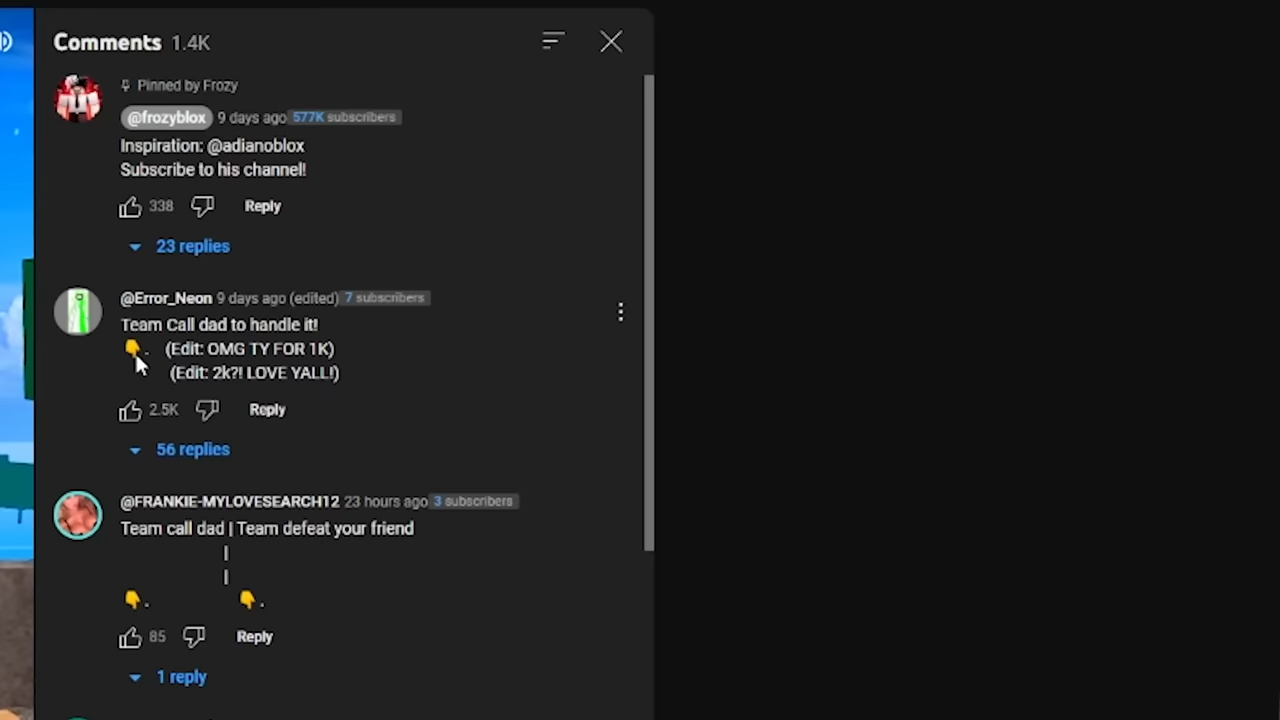 Comments 1.4K
Pinned by Frozy
@frozyblox 9 days ago 577K subscribers
Inspiration: @adianoblox
Subscribe to his channel!
338 Reply
23 replies
@Error_Neon 9 days ago (edited) 7 subscribers
Team Call dad to handle it!
👇. (Edit: OMG TY FOR 1K)
(Edit: 2k?! LOVE YALL!)
2.5K Reply
56 replies
@FRANKIE-MYLOVESEARCH12 23 hours ago 3 subscribers
Team call dad | Team defeat your friend
|
|
👇. 👇.
85 Reply
1 reply